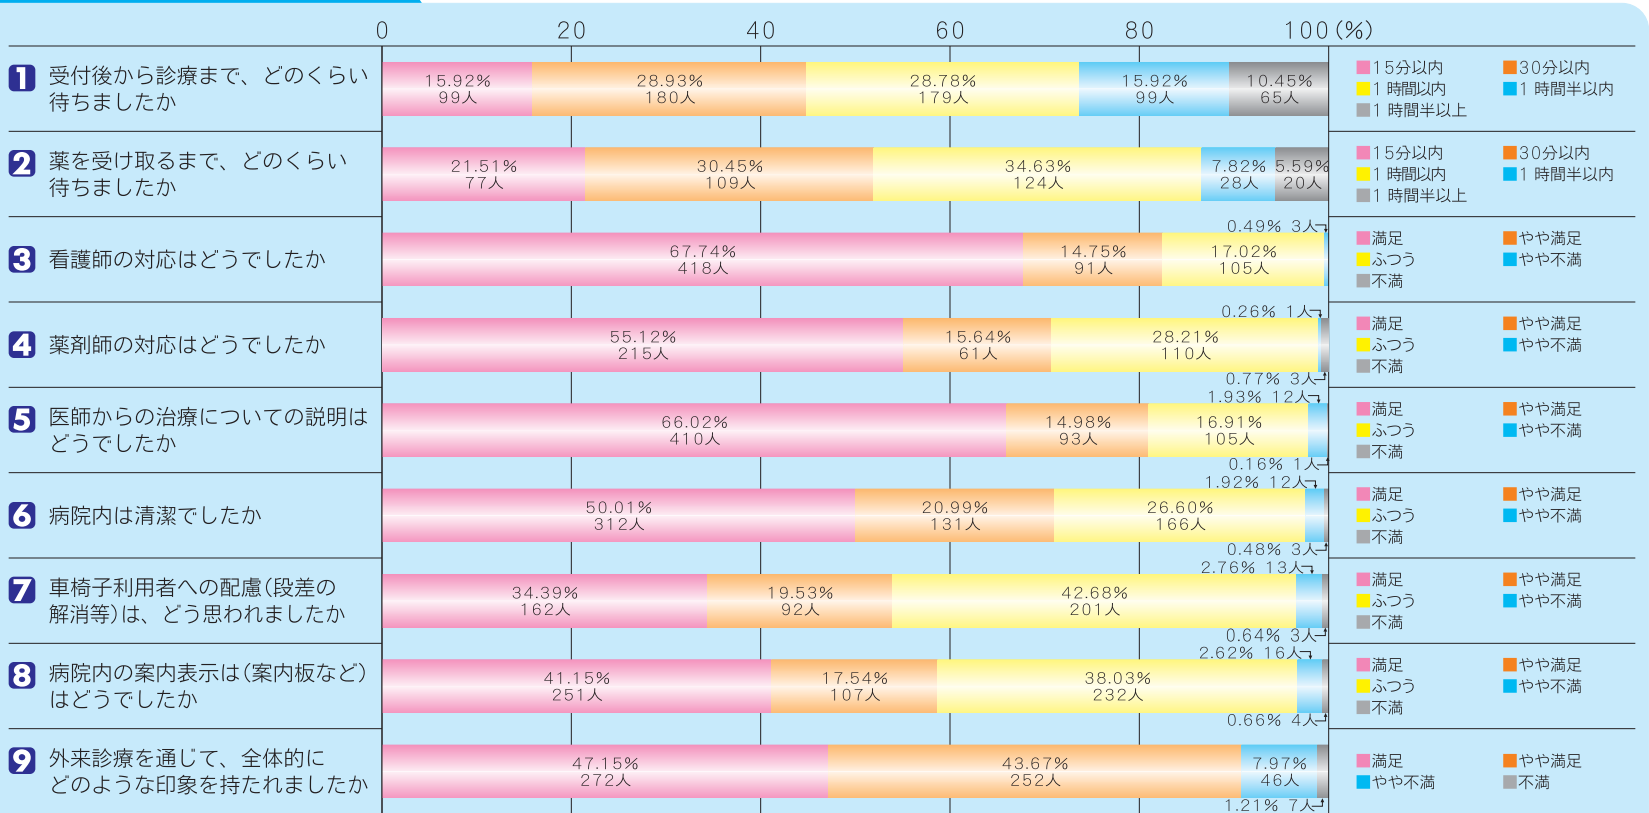 0 20 40 60 80 100 (%)
1 受付後から診療まで、どのくらい
待ちましたか
15.92% 28.93% 28.78% 15.92% 10.45%
99人 180人 179人 99人 65人
15分以内 30分以内
1時間以内 1時間半以内
1時間半以上
2 薬を受け取るまで、どのくらい
待ちましたか
21.51% 30.45% 34.63% 7.82% 5.59%
77人 109人 124人 28人 20人
15分以内 30分以内
1時間以内 1時間半以内
1時間半以上
3 看護師の対応はどうでしたか
0.49% 3人
67.74% 14.75% 17.02%
418人 91人 105人
満足 やや満足
ふつう やや不満
不満
4 薬剤師の対応はどうでしたか
0.26% 1人
55.12% 15.64% 28.21%
215人 61人 110人
0.77% 3人
満足 やや満足
ふつう やや不満
不満
5 医師からの治療についての説明は
どうでしたか
1.93% 12人
66.02% 14.98% 16.91%
410人 93人 105人
0.16% 1人
満足 やや満足
ふつう やや不満
不満
6 病院内は清潔でしたか
1.92% 12人
50.01% 20.99% 26.60%
312人 131人 166人
0.48% 3人
満足 やや満足
ふつう やや不満
不満
7 車椅子利用者への配慮(段差の
解消等)は、どう思われましたか
2.76% 13人
34.39% 19.53% 42.68%
162人 92人 201人
0.64% 3人
満足 やや満足
ふつう やや不満
不満
8 病院内の案内表示は(案内板など)
はどうでしたか
2.62% 16人
41.15% 17.54% 38.03%
251人 107人 232人
0.66% 4人
満足 やや満足
ふつう やや不満
不満
9 外来診療を通じて、全体的に
どのような印象を持たれましたか
47.15% 43.67% 7.97%
272人 252人 46人
1.21% 7人
満足 やや満足
やや不満 不満